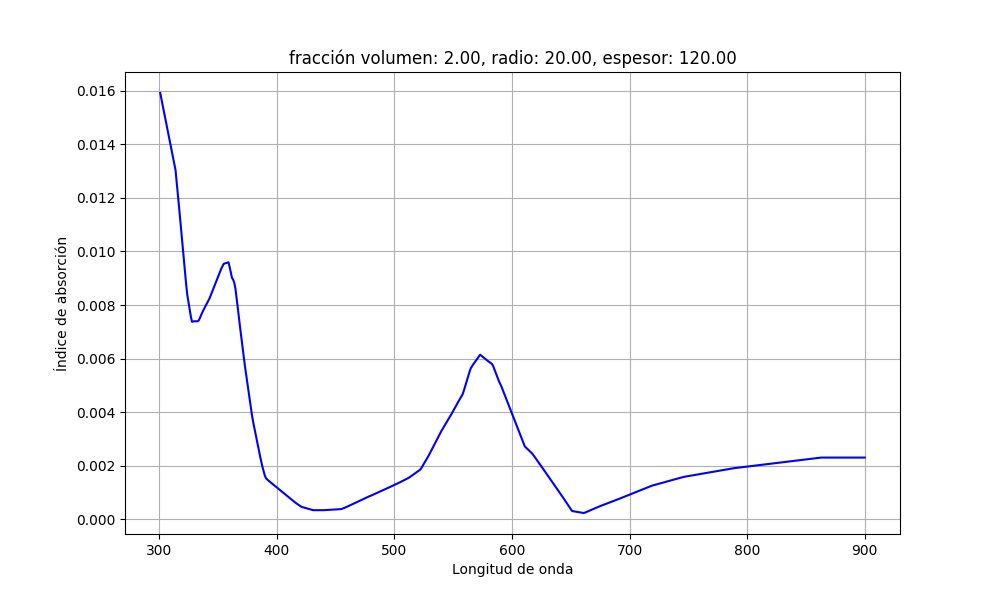 fracción volumen: 2.00, radio: 20.00, espesor: 120.00
Índice de absorción
0.016
0.014
0.012
0.010
0.008
0.006
0.004
0.002
0.000
300 400 500 600 700 800 900
Longitud de onda